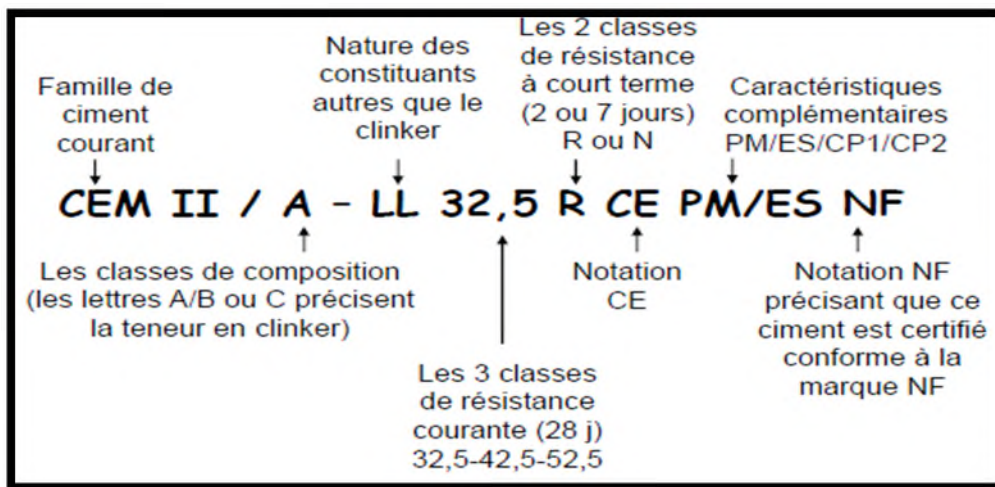 Famille de
ciment
courant
Nature des
constituants
autres que le
clinker
Les 2 classes
de résistance
à court terme
(2 ou 7 jours)
R ou N
Caractéristiques
complémentaires
PM/ES/CP1/CP2
CEM II / A - LL 32,5 R CE PM/ES NF
Les classes de composition
(les lettres A/B ou C précisent
la teneur en clinker)
Les 3 classes
de résistance
courante (28 j)
32,5-42,5-52,5
Notation
CE
Notation NF
précisant que ce
ciment est certifié
conforme à la
marque NF